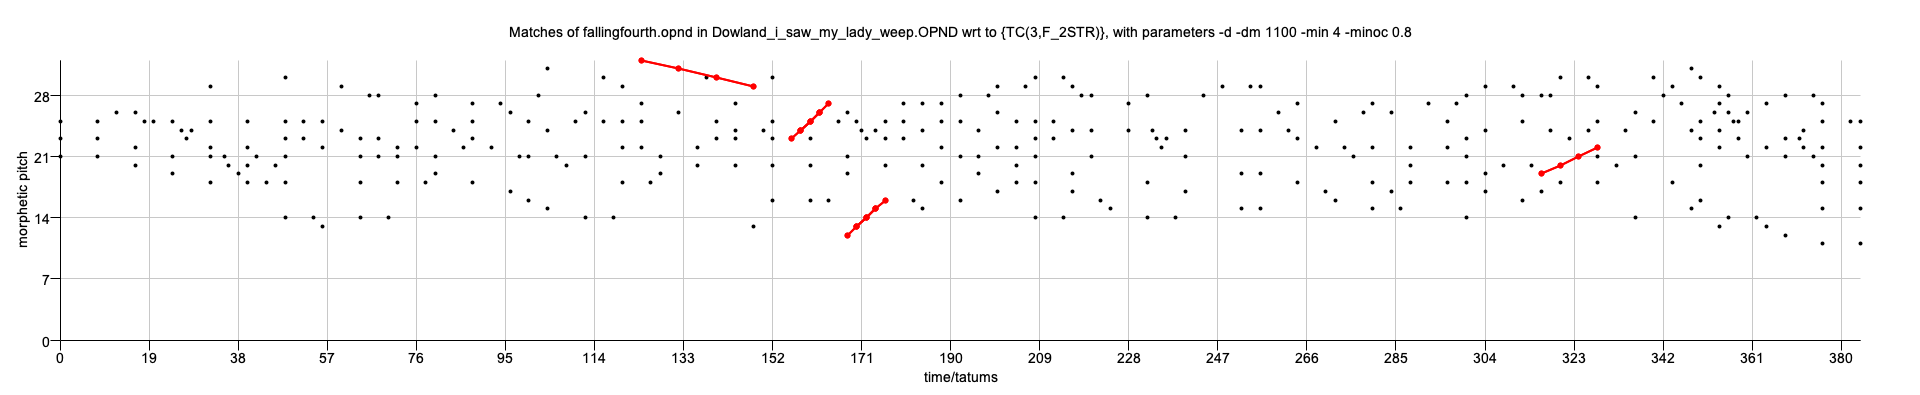 Matches of fallingfourth.opnd in Dowland_i_saw_my_lady_weep.OPND wrt to {TC(3,F_2STR)}, with parameters -d -dm 1100 -min 4 -minoc 0.8
morphetic pitch
28
21
14
7
0
0 19 38 57 76 95 114 133 152 171 190 209 228 247 266 285 304 323 342 361 380
time/tatums